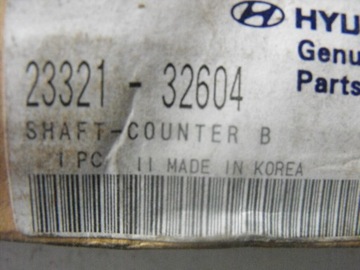 HYU
Genu
Parts
23321 - 32604
SHAFT-COUNTER B
1 PC 11 MADE IN KOREA